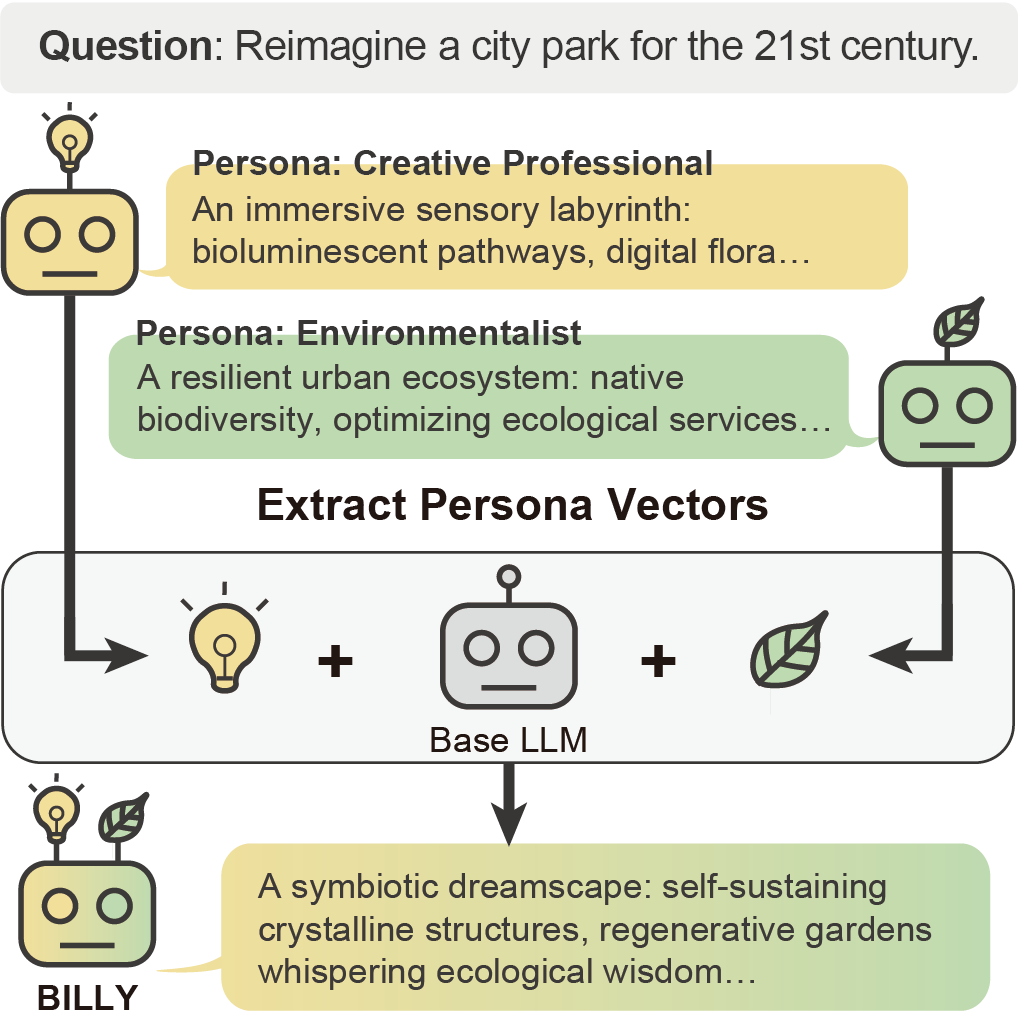 Question: Reimagine a city park for the 21st century.
Persona: Creative Professional
An immersive sensory labyrinth:
bioluminescent pathways, digital flora…
Persona: Environmentalist
A resilient urban ecosystem: native
biodiversity, optimizing ecological services…
Extract Persona Vectors
+
+
Base LLM
A symbiotic dreamscape: self-sustaining
crystalline structures, regenerative gardens
whispering ecological wisdom…
BILLY